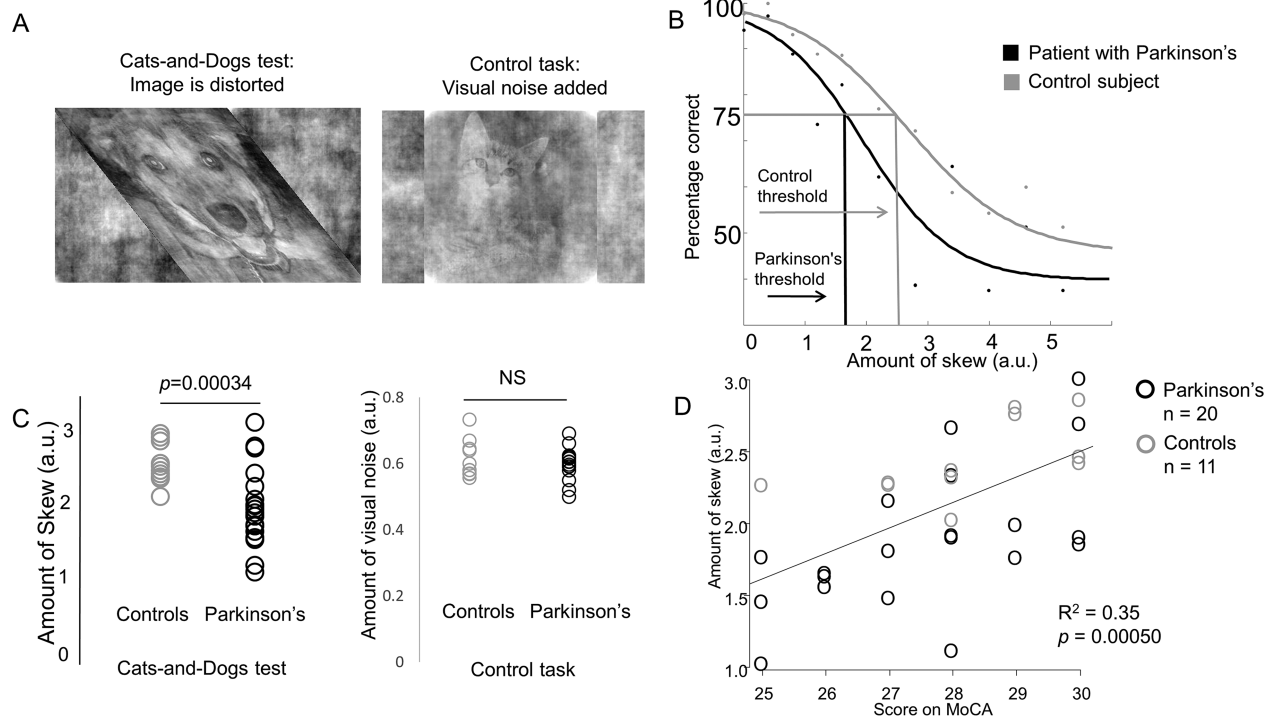 A
Cats-and-Dogs test:
Image is distorted
Control task:
Visual noise added
B
100
75
50
Percentage correct
Patient with Parkinson's
Control subject
Control
threshold
Parkinson's
threshold
0 1 2 3 4 5
Amount of skew (a.u.)
C
p=0.00034
3
2
1
0
Amount of Skew (a.u.)
Controls Parkinson's
Cats-and-Dogs test
NS
0.8
0.6
0.4
0.2
0
Amount of visual noise (a.u.)
Controls Parkinson's
Control task
D
3.0
2.5
2.0
1.5
1.0
Amount of skew (a.u.)
25 26 27 28 29 30
Score on MoCA
Parkinson's
n = 20
Controls
n = 11
R² = 0.35
p = 0.00050